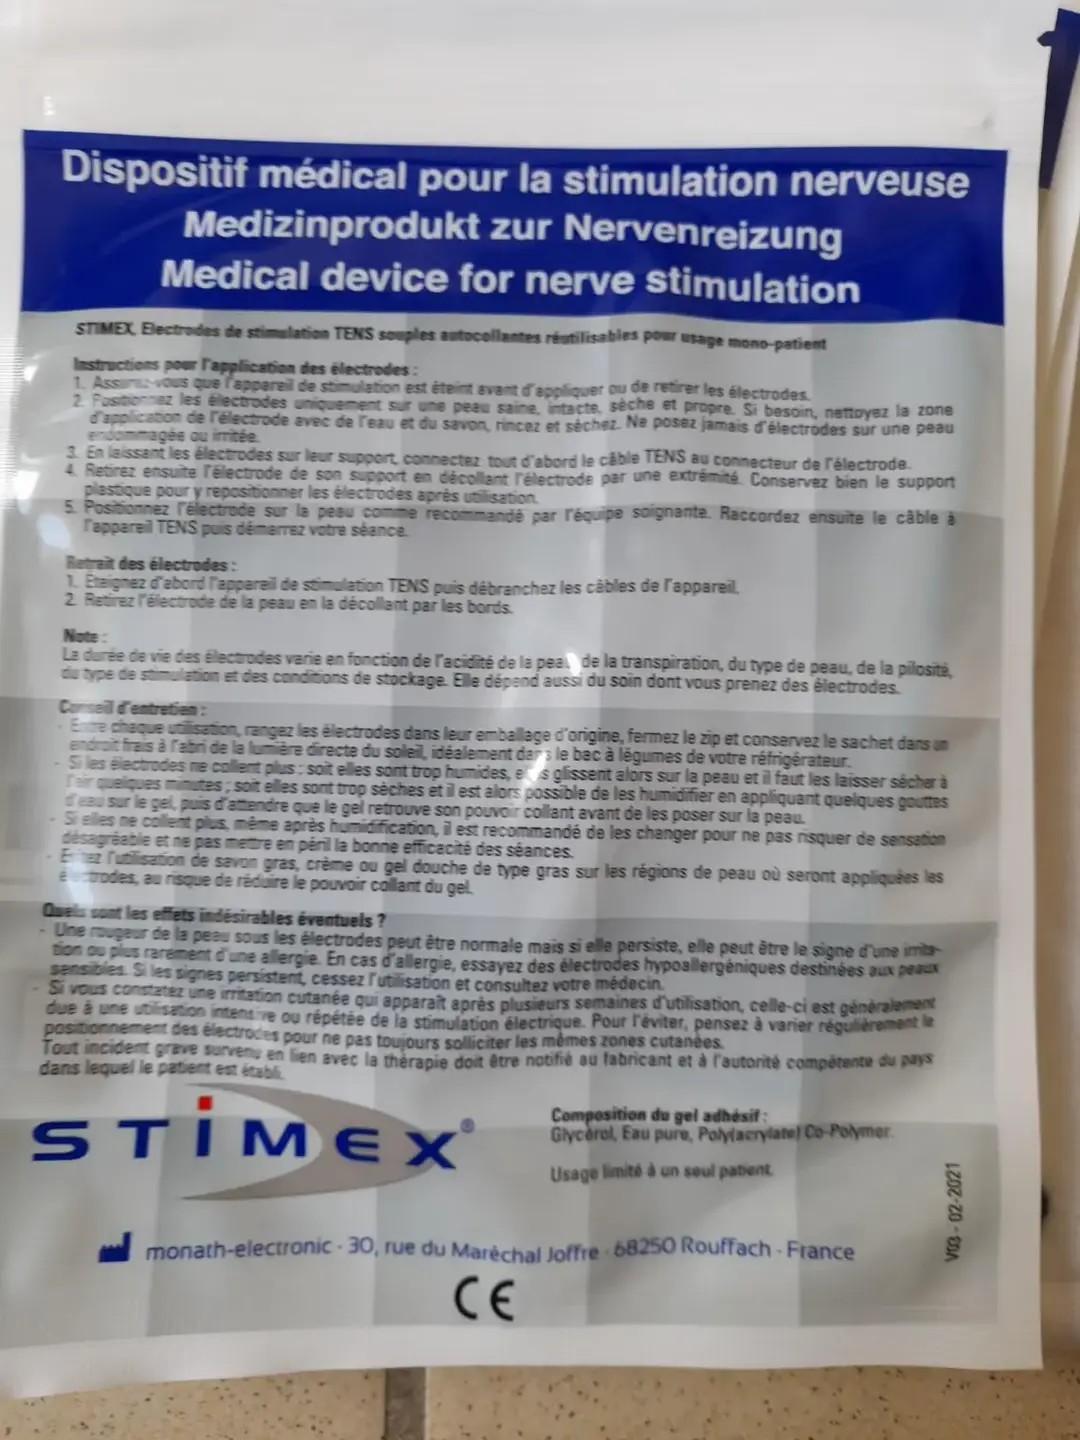 Dispositif médical pour la stimulation nerveuse
Medizinprodukt zur Nervenreizung
Medical device for nerve stimulation
STIMEX, Electrodes de stimulation TENS souples autocollantes réutilisables pour usage mono-patient
Instructions pour l'application des électrodes :
1. Assurez-vous que l'appareil de stimulation est éteint avant d'appliquer ou de retirer les électrodes.
2. Positionnez les électrodes uniquement sur une peau saine, intacte, sèche et propre. Si besoin, nettoyez la zone
d'application de l'électrode avec de l'eau et du savon, rincez et séchez. Ne posez jamais d'électrodes sur une peau
endommagée ou irritée.
3. En laissant les électrodes sur leur support, connectez tout d'abord le câble TENS au connecteur de l'électrode.
4. Retirez ensuite l'électrode de son support en décollant l'électrode par une extrémité. Conservez bien le support
plastique pour y repositionner les électrodes après utilisation.
5. Positionnez l'électrode sur la peau comme recommandé par l'équipe soignante. Raccordez ensuite le câble à
l'appareil TENS puis démarrez votre séance.
Retrait des électrodes :
1. Eteignez d'abord l'appareil de stimulation TENS puis débranchez les câbles de l'appareil.
2. Retirez l'électrode de la peau en la décollant par les bords.
Note :
La durée de vie des électrodes varie en fonction de l'acidité de la peau, de la transpiration, du type de peau, de la pilosité,
du type de stimulation et des conditions de stockage. Elle dépend aussi du soin dont vous prenez des électrodes.
Conseil d'entretien :
- Entre chaque utilisation, rangez les électrodes dans leur emballage d'origine, fermez le zip et conservez le sachet dans un
endroit frais à l'abri de la lumière directe du soleil, idéalement dans le bac à légumes de votre réfrigérateur.
- Si les électrodes ne collent plus : soit elles sont trop humides, elles glissent alors sur la peau et il faut les laisser sécher à
l'air quelques minutes ; soit elles sont trop sèches et il est alors possible de les humidifier en appliquant quelques gouttes
d'eau sur le gel, puis d'attendre que le gel retrouve son pouvoir collant avant de les poser sur la peau.
- Si elles ne collent plus, même après humidification, il est recommandé de les changer pour ne pas risquer de sensation
désagréable et ne pas mettre en péril la bonne efficacité des séances.
- Evitez l'utilisation de savon gras, crème ou gel douche de type gras sur les régions de peau où seront appliquées les
électrodes, au risque de réduire le pouvoir collant du gel.
Quels sont les effets indésirables éventuels ?
- Une rougeur de la peau sous les électrodes peut être normale mais si elle persiste, elle peut être le signe d'une irrita-
tion ou plus rarement d'une allergie. En cas d'allergie, essayez des électrodes hypoallergéniques destinées aux peaux
sensibles. Si les signes persistent, cessez l'utilisation et consultez votre médecin.
- Si vous constatez une irritation cutanée qui apparaît après plusieurs semaines d'utilisation, celle-ci est généralement
due à une utilisation intensive ou répétée de la stimulation électrique. Pour l'éviter, pensez à varier régulièrement le
positionnement des électrodes pour ne pas toujours solliciter les mêmes zones cutanées.
Tout incident grave survenu en lien avec la thérapie doit être notifié au fabricant et à l'autorité compétente du pays
dans lequel le patient est établi.
STIMEX®
Composition du gel adhésif :
Glycérol, Eau pure, Poly(acrylate) Co-Polymer.
Usage limité à un seul patient.
V03 - 02-2021
monath-electronic - 30, rue du Maréchal Joffre - 68250 Rouffach - France
CE